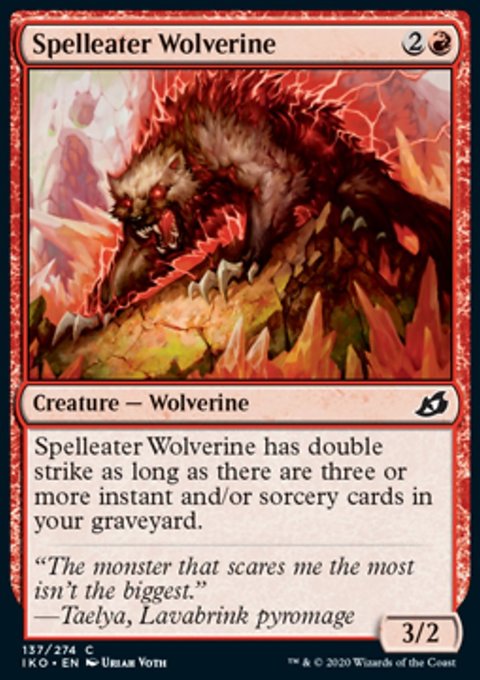 Spelleater Wolverine 2
Creature — Wolverine
Spelleater Wolverine has double
strike as long as there are three or
more instant and/or sorcery cards in
your graveyard.
“The monster that scares me the most
isn’t the biggest.”
—Taelya, Lavabrink pyromage
3/2
137/274 C
IKO • EN Uriah Voth
™ & © 2020 Wizards of the Coast